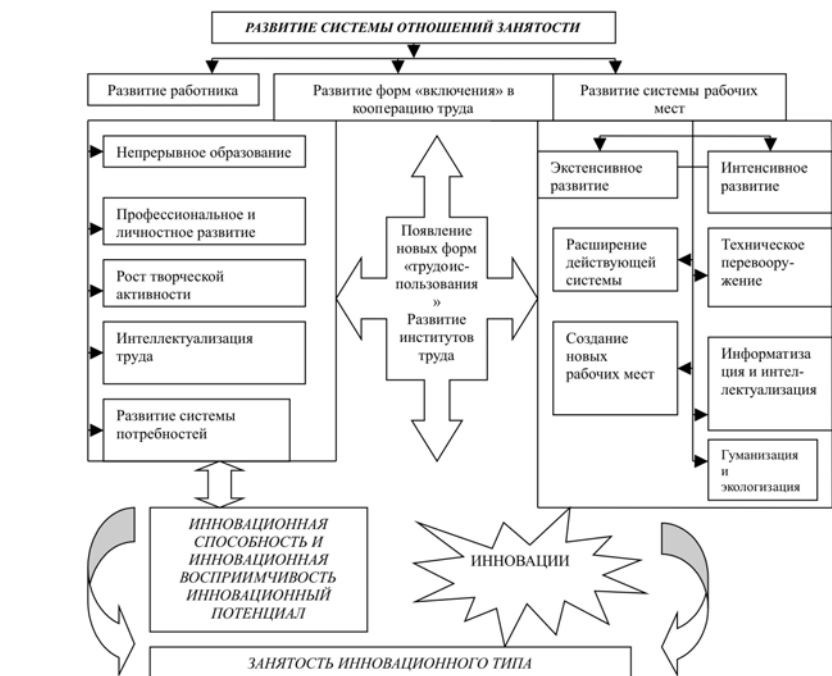 РАЗВИТИЕ СИСТЕМЫ ОТНОШЕНИЙ ЗАНЯТОСТИ
Развитие работника
Развитие форм «включения» в
кооперацию труда
Развитие системы рабочих
мест
Непрерывное образование
Профессиональное и
личностное развитие
Рост творческой
активности
Интеллектуализация
труда
Развитие системы
потребностей
Появление
новых форм
«трудоис-
пользования
»
Развитие
институтов
труда
Экстенсивное
развитие
Интенсивное
развитие
Расширение
действующей
системы
Техническое
перевоору-
жение
Создание
новых
рабочих мест
Информатиза
ция и интел-
лектуализация
Гуманизация
и
экологизация
ИННОВАЦИОННАЯ
СПОСОБНОСТЬ И
ИННОВАЦИОННАЯ
ВОСПРИИМЧИВОСТЬ
ИННОВАЦИОННЫЙ
ПОТЕНЦИАЛ
ИННОВАЦИИ
ЗАНЯТОСТЬ ИННОВАЦИОННОГО ТИПА